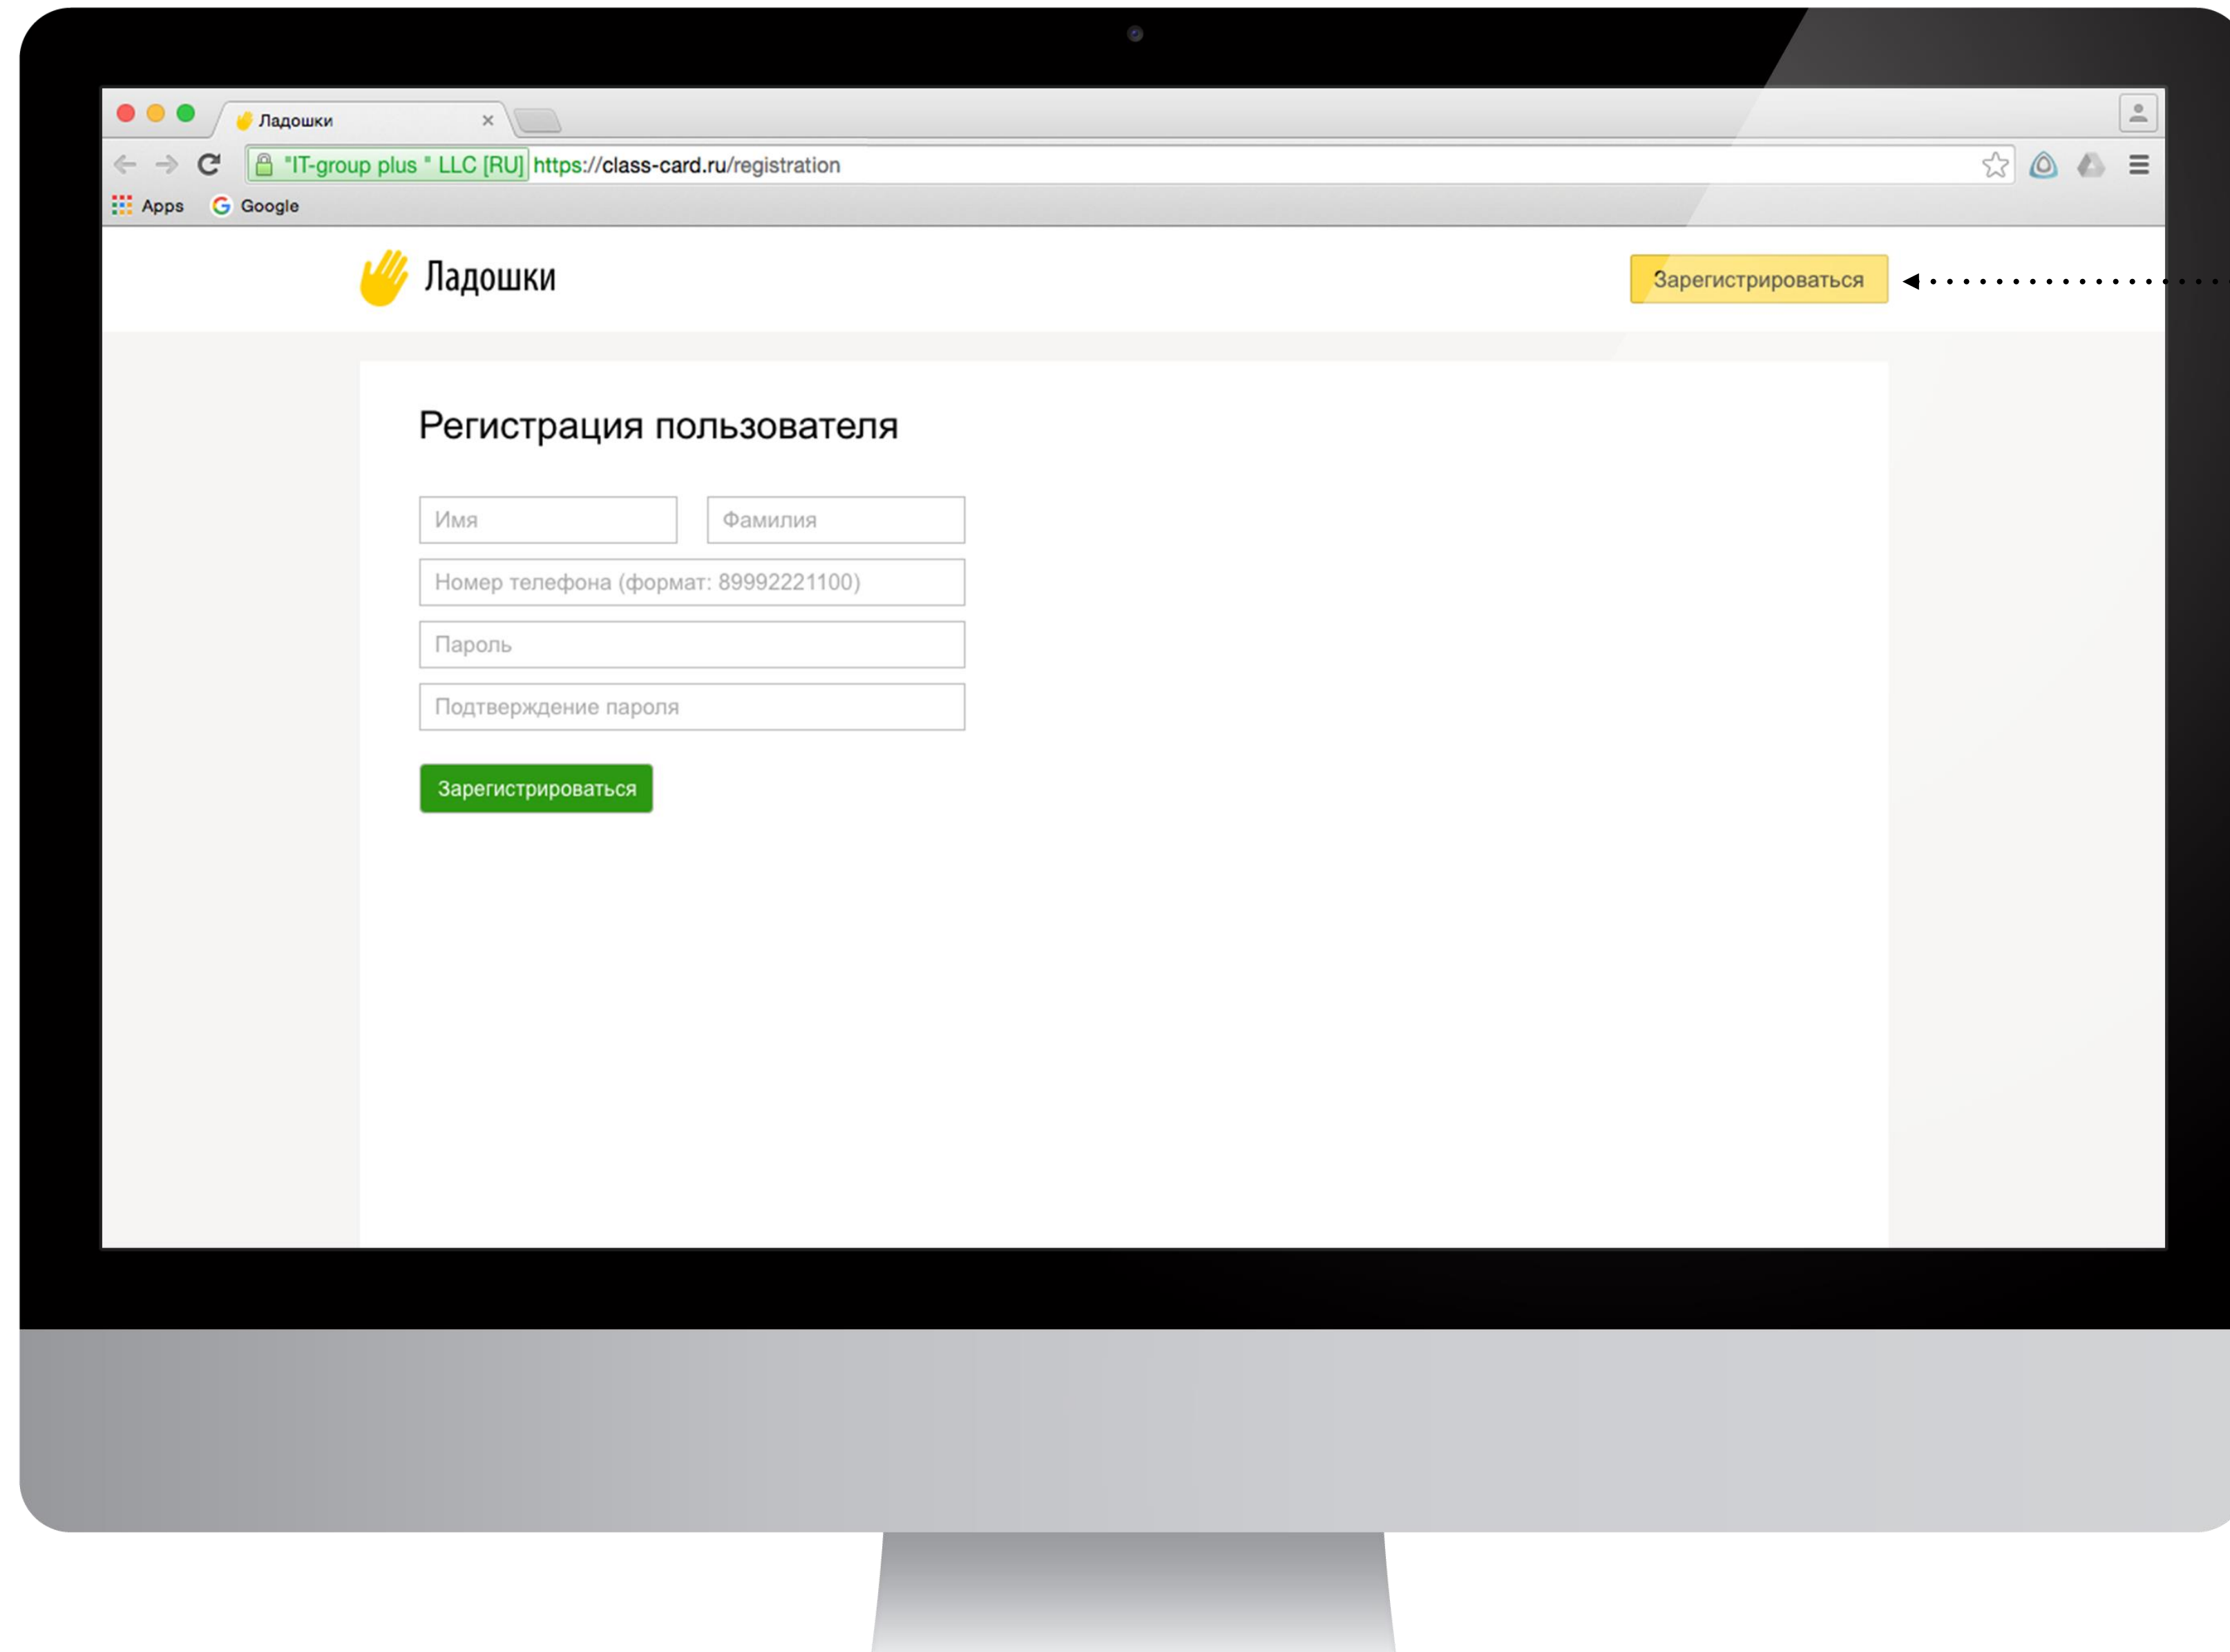 Ладошки
"IT-group plus " LLC [RU] https://class-card.ru/registration
Apps Google
Ладошки
Зарегистрироваться
Регистрация пользователя
Имя Фамилия
Номер телефона (формат: 89992221100)
Пароль
Подтверждение пароля
Зарегистрироваться